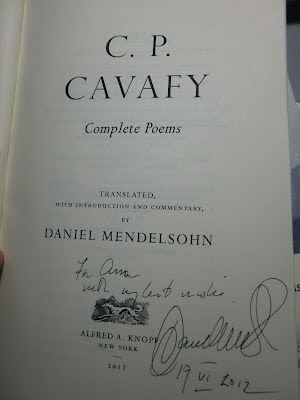 C. P.
CAVAFY
Complete Poems
TRANSLATED,
WITH INTRODUCTION AND COMMENTARY,
BY
DANIEL MENDELSOHN
For Anna
with my best wishes
ALFRED A. KNOPF
NEW YORK
2012
19 VI 2012